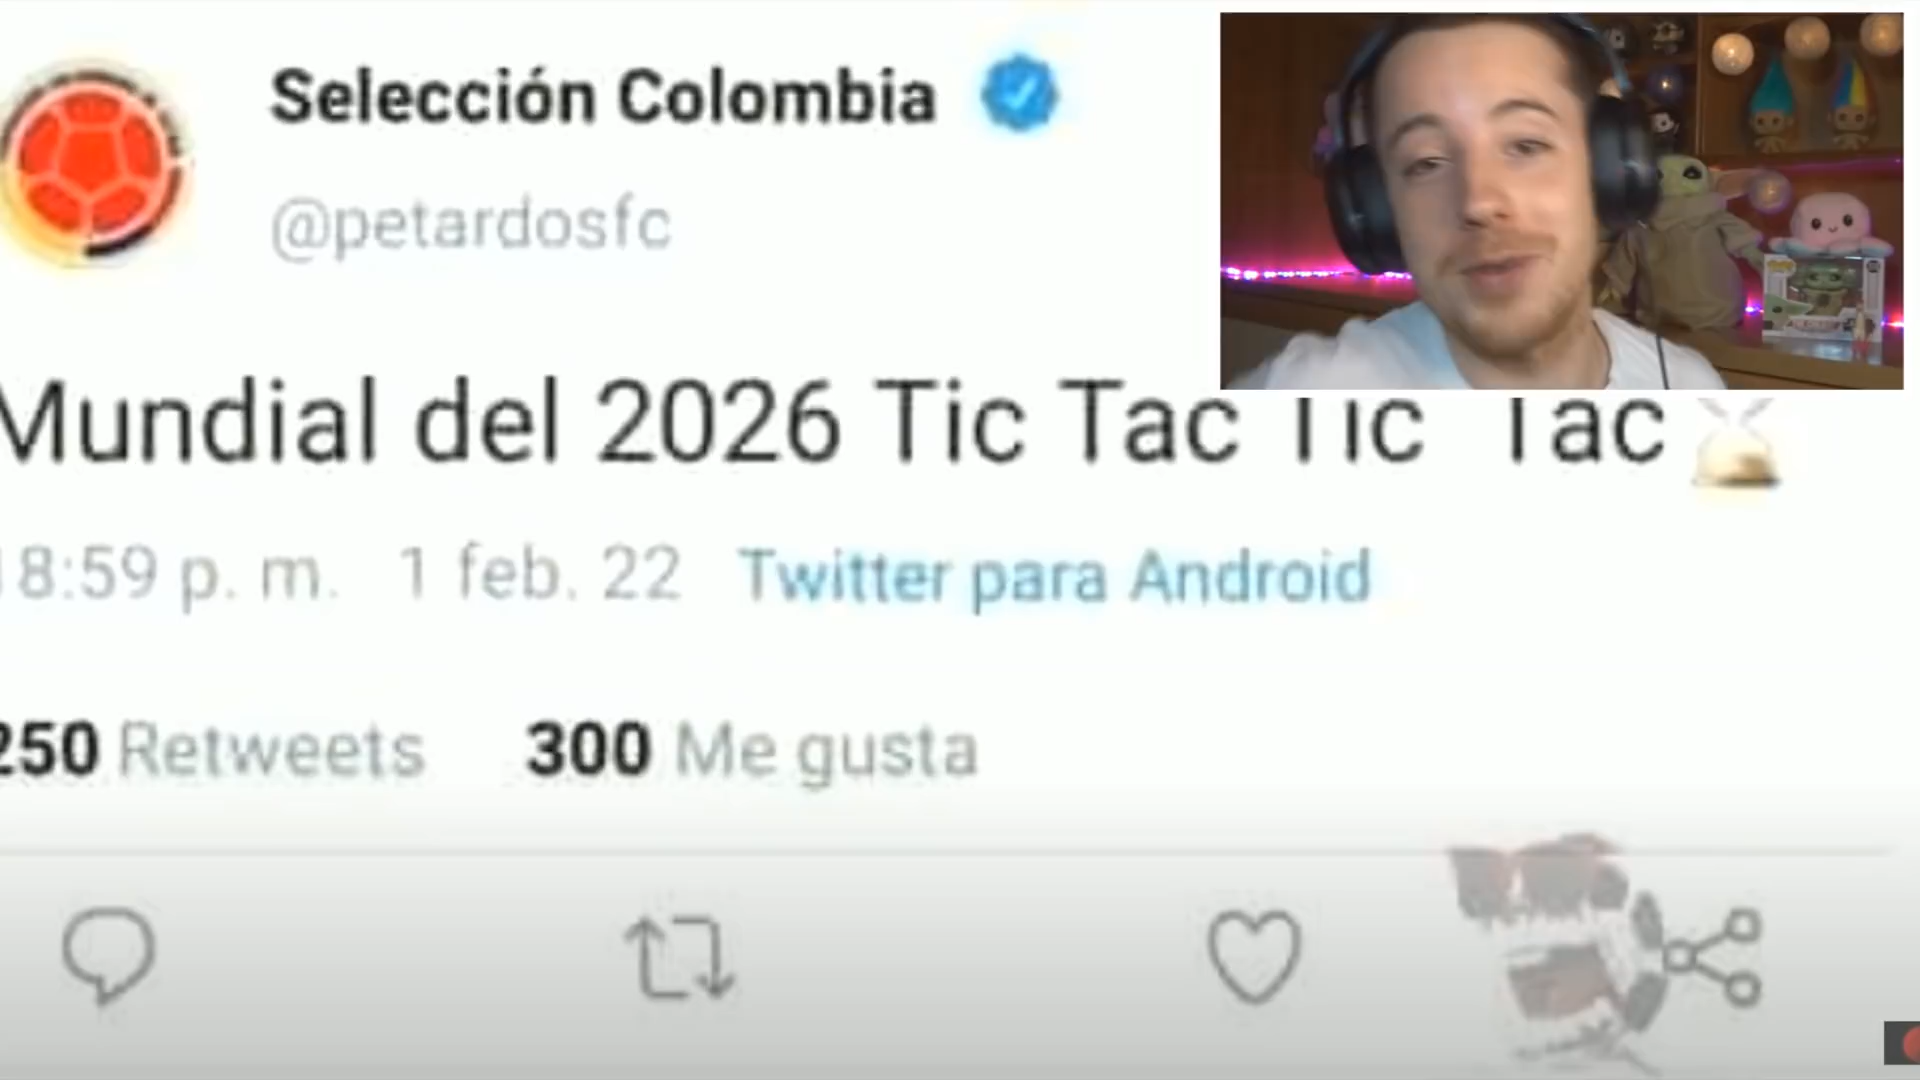 Selección Colombia
@petardosfc
Mundial del 2026 Tic Tac Tic Tac
18:59 p. m. 1 feb. 22 Twitter para Android
250 Retweets 300 Me gusta